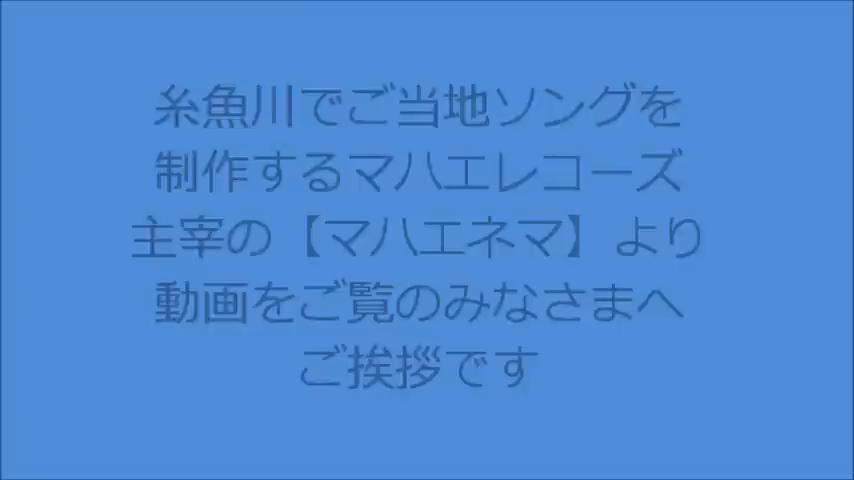 糸魚川でご当地ソングを
制作するマハエレコーズ
主宰の【マハエネマ】より
動画をご覧のみなさまへ
ご挨拶です